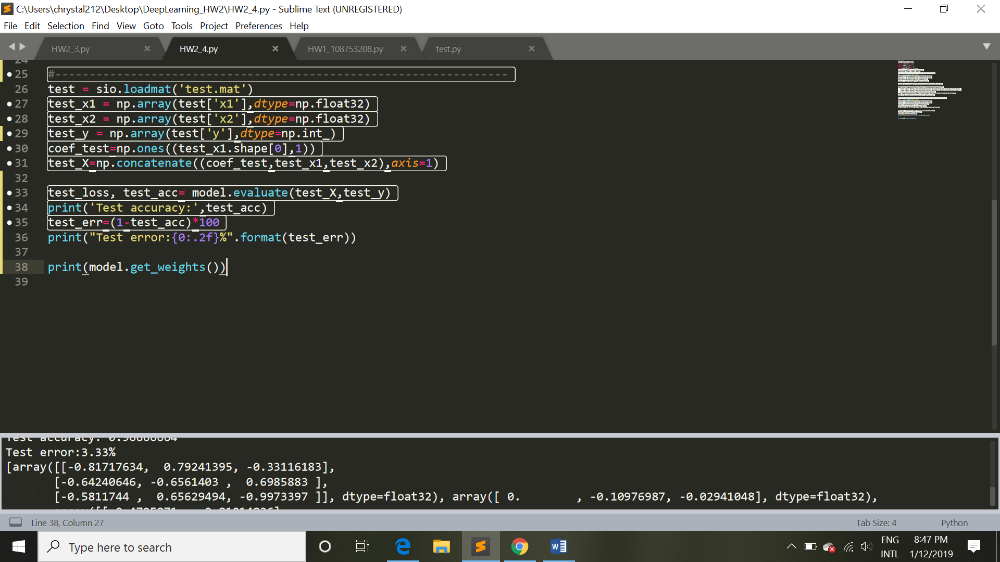 C:\Users\chrystal212\Desktop\DeepLearning_HW2\HW2_4.py - Sublime Text (UNREGISTERED)
File Edit Selection Find View Goto Tools Project Preferences Help
HW2_3.py HW2_4.py HW1_108753208.py test.py
24
25 #------------------------------------------------------------------
26 test = sio.loadmat('test.mat')
27 test_x1 = np.array(test['x1'],dtype=np.float32)
28 test_x2 = np.array(test['x2'],dtype=np.float32)
29 test_y = np.array(test['y'],dtype=np.int_)
30 coef_test=np.ones((test_x1.shape[0],1))
31 test_X=np.concatenate((coef_test,test_x1,test_x2),axis=1)
32
33 test_loss, test_acc= model.evaluate(test_X,test_y)
34 print('Test accuracy:',test_acc)
35 test_err=(1-test_acc)*100
36 print("Test error:{0:.2f}%".format(test_err))
37
38 print(model.get_weights())
39
Test accuracy:
Test error:3.33%
[array([[-0.81717634, 0.79241395, -0.33116183],
[-0.64240646, -0.6561403 , 0.6985883 ],
[-0.5811744 , 0.65629494, -0.9973397 ]], dtype=float32), array([ 0. , -0.10976987, -0.02941048], dtype=float32),
Line 38, Column 27 Tab Size: 4 Python
Type here to search
ENG 8:47 PM
INTL 1/12/2019